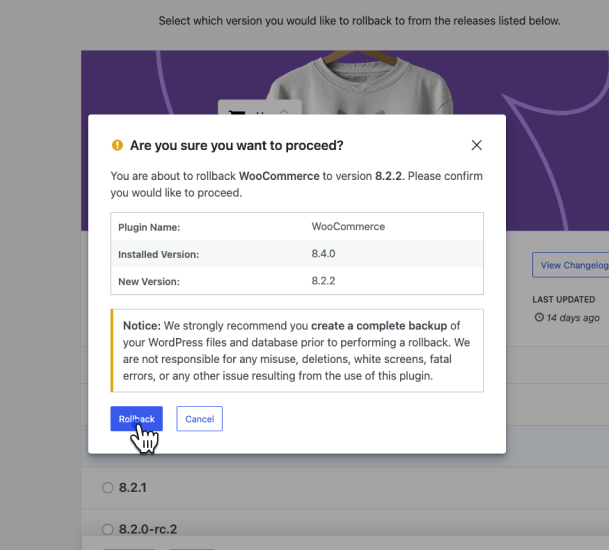 Select which version you would like to rollback to from the releases listed below.
Are you sure you want to proceed?
You are about to rollback WooCommerce to version 8.2.2. Please confirm
you would like to proceed.
Plugin Name: WooCommerce
Installed Version: 8.4.0
New Version: 8.2.2
Notice: We strongly recommend you create a complete backup of
your WordPress files and database prior to performing a rollback. We
are not responsible for any misuse, deletions, white screens, fatal
errors, or any other issue resulting from the use of this plugin.
Rollback Cancel
View Changelog
LAST UPDATED
14 days ago
8.2.1
8.2.0-rc.2